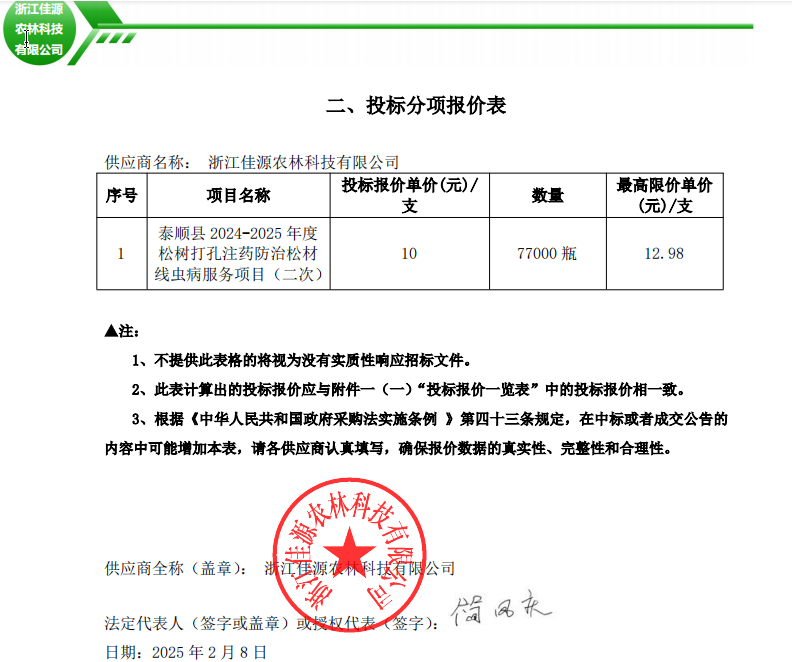 浙江佳源
农林科技
有限公司
二、投标分项报价表
供应商名称： 浙江佳源农林科技有限公司
序号 项目名称 投标报价单价(元)/支 数量 最高限价单价(元)/支
1 泰顺县 2024-2025 年度松树打孔注药防治松材线虫病服务项目（二次） 10 77000 瓶 12.98
▲注：
1、不提供此表格的将视为没有实质性响应招标文件。
2、此表计算出的投标报价应与附件一（一）“投标报价一览表”中的投标报价相一致。
3、根据《中华人民共和国政府采购法实施条例 》第四十三条规定，在中标或者成交公告的
内容中可能增加本表，请各供应商认真填写，确保报价数据的真实性、完整性和合理性。
浙江佳源农林科技有限公司
供应商全称（盖章）： 浙江佳源农林科技有限公司
法定代表人（签字或盖章）或授权代表（签字）：
日期：2025 年 2 月 8 日